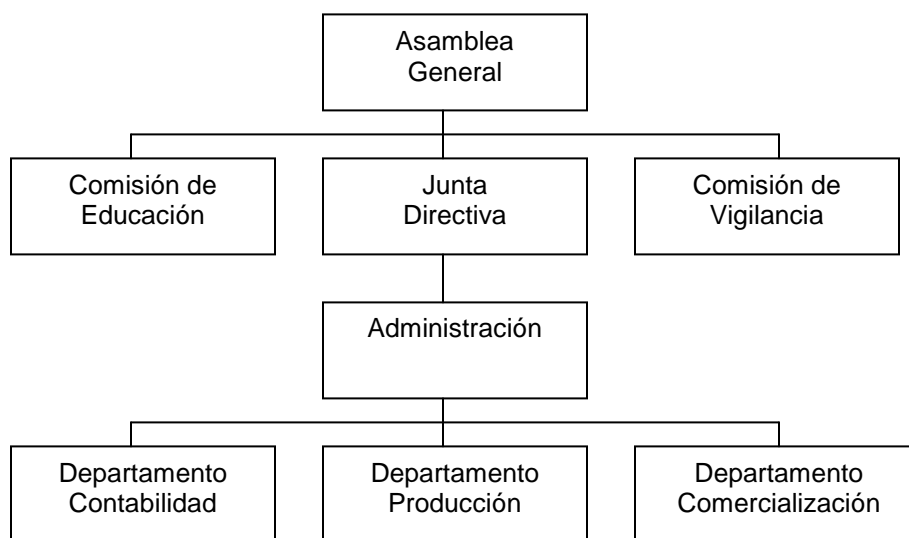 Asamblea
General
Comisión de
Educación
Junta
Directiva
Comisión de
Vigilancia
Administración
Departamento
Contabilidad
Departamento
Producción
Departamento
Comercialización